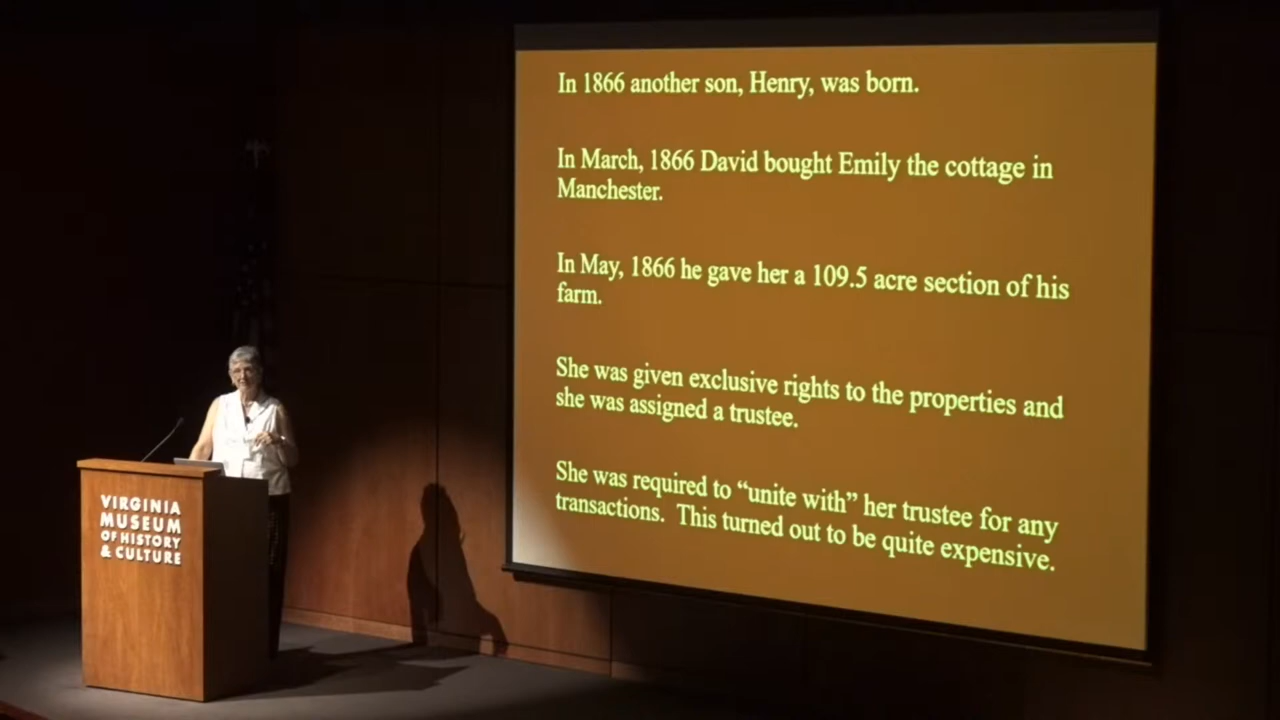 In 1866 another son, Henry, was born.
In March, 1866 David bought Emily the cottage in
Manchester.
In May, 1866 he gave her a 109.5 acre section of his
farm.
She was given exclusive rights to the properties and
she was assigned a trustee.
She was required to “unite with” her trustee for any
transactions.  This turned out to be quite expensive.
VIRGINIA
MUSEUM
OF HISTORY
& CULTURE